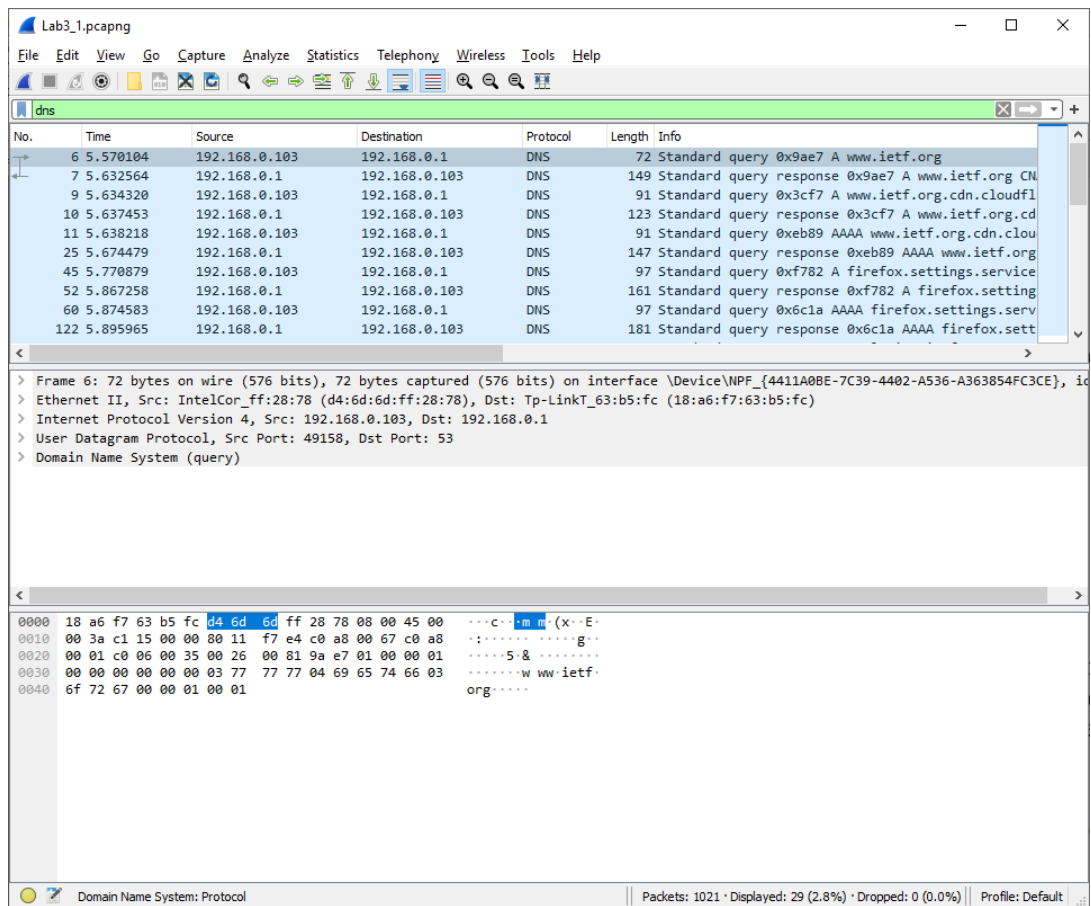 Lab3_1.pcapng
File Edit View Go Capture Analyze Statistics Telephony Wireless Tools Help
dns
No. Time Source Destination Protocol Length Info
6 5.570104 192.168.0.103 192.168.0.1 DNS 72 Standard query 0x9ae7 A www.ietf.org
7 5.632564 192.168.0.1 192.168.0.103 DNS 149 Standard query response 0x9ae7 A www.ietf.org CN
9 5.634320 192.168.0.103 192.168.0.1 DNS 91 Standard query 0x3cf7 A www.ietf.org.cdn.cloudfl
10 5.637453 192.168.0.1 192.168.0.103 DNS 123 Standard query response 0x3cf7 A www.ietf.org.cd
11 5.638218 192.168.0.103 192.168.0.1 DNS 91 Standard query 0xeb89 AAAA www.ietf.org.cdn.clou
25 5.674479 192.168.0.1 192.168.0.103 DNS 147 Standard query response 0xeb89 AAAA www.ietf.org
45 5.770879 192.168.0.103 192.168.0.1 DNS 97 Standard query 0xf782 A firefox.settings.service
52 5.867258 192.168.0.1 192.168.0.103 DNS 161 Standard query response 0xf782 A firefox.setting
60 5.874583 192.168.0.103 192.168.0.1 DNS 97 Standard query 0x6c1a AAAA firefox.settings.serv
122 5.895965 192.168.0.1 192.168.0.103 DNS 181 Standard query response 0x6c1a AAAA firefox.sett
> Frame 6: 72 bytes on wire (576 bits), 72 bytes captured (576 bits) on interface \Device\NPF_{4411A0BE-7C39-4402-A536-A363854FC3CE}, id
> Ethernet II, Src: IntelCor_ff:28:78 (d4:6d:6d:ff:28:78), Dst: Tp-LinkT_63:b5:fc (18:a6:f7:63:b5:fc)
> Internet Protocol Version 4, Src: 192.168.0.103, Dst: 192.168.0.1
> User Datagram Protocol, Src Port: 49158, Dst Port: 53
> Domain Name System (query)
0000 18 a6 f7 63 b5 fc d4 6d 6d ff 28 78 08 00 45 00 ···c···m m·(x··E·
0010 00 3a c1 15 00 00 80 11 f7 e4 c0 a8 00 67 c0 a8 ·:······ ·····g··
0020 00 01 c0 06 00 35 00 26 00 81 9a e7 01 00 00 01 ·····5·& ········
0030 00 00 00 00 00 00 03 77 77 77 04 69 65 74 66 03 ·······w ww·ietf·
0040 6f 72 67 00 00 01 00 01 org·····
Domain Name System: Protocol Packets: 1021 · Displayed: 29 (2.8%) · Dropped: 0 (0.0%) Profile: Default